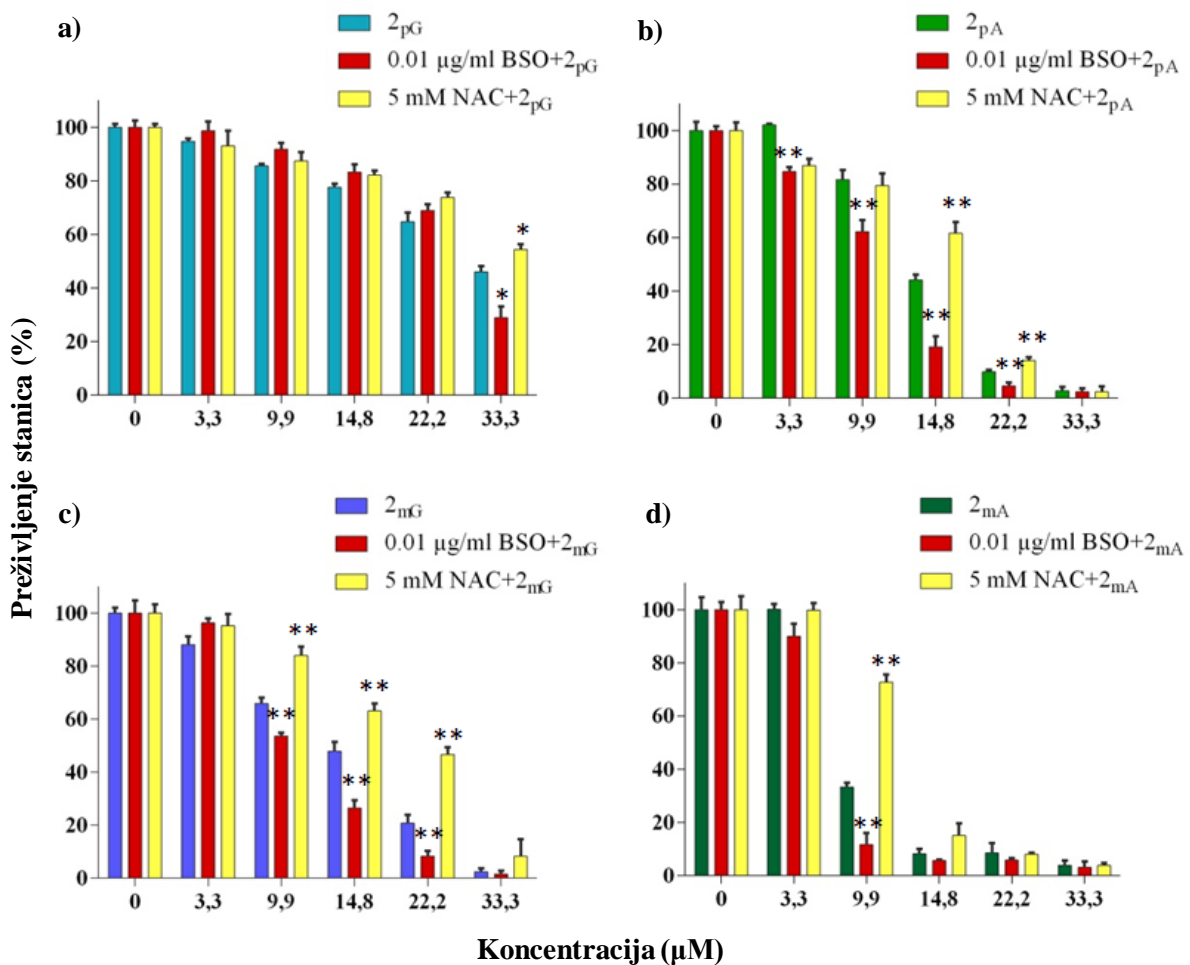 a)
2pG
0.01 µg/ml BSO+2pG
5 mM NAC+2pG
100
80
60
40
20
0
* *
0 3,3 9,9 14,8 22,2 33,3
b)
2pA
0.01 µg/ml BSO+2pA
5 mM NAC+2pA
100
80
60
40
20
0
** ** ** ** ** **
0 3,3 9,9 14,8 22,2 33,3
Preživljenje stanica (%)
c)
2mG
0.01 µg/ml BSO+2mG
5 mM NAC+2mG
100
80
60
40
20
0
** ** ** ** ** **
0 3,3 9,9 14,8 22,2 33,3
d)
2mA
0.01 µg/ml BSO+2mA
5 mM NAC+2mA
100
80
60
40
20
0
** **
0 3,3 9,9 14,8 22,2 33,3
Koncentracija (µM)